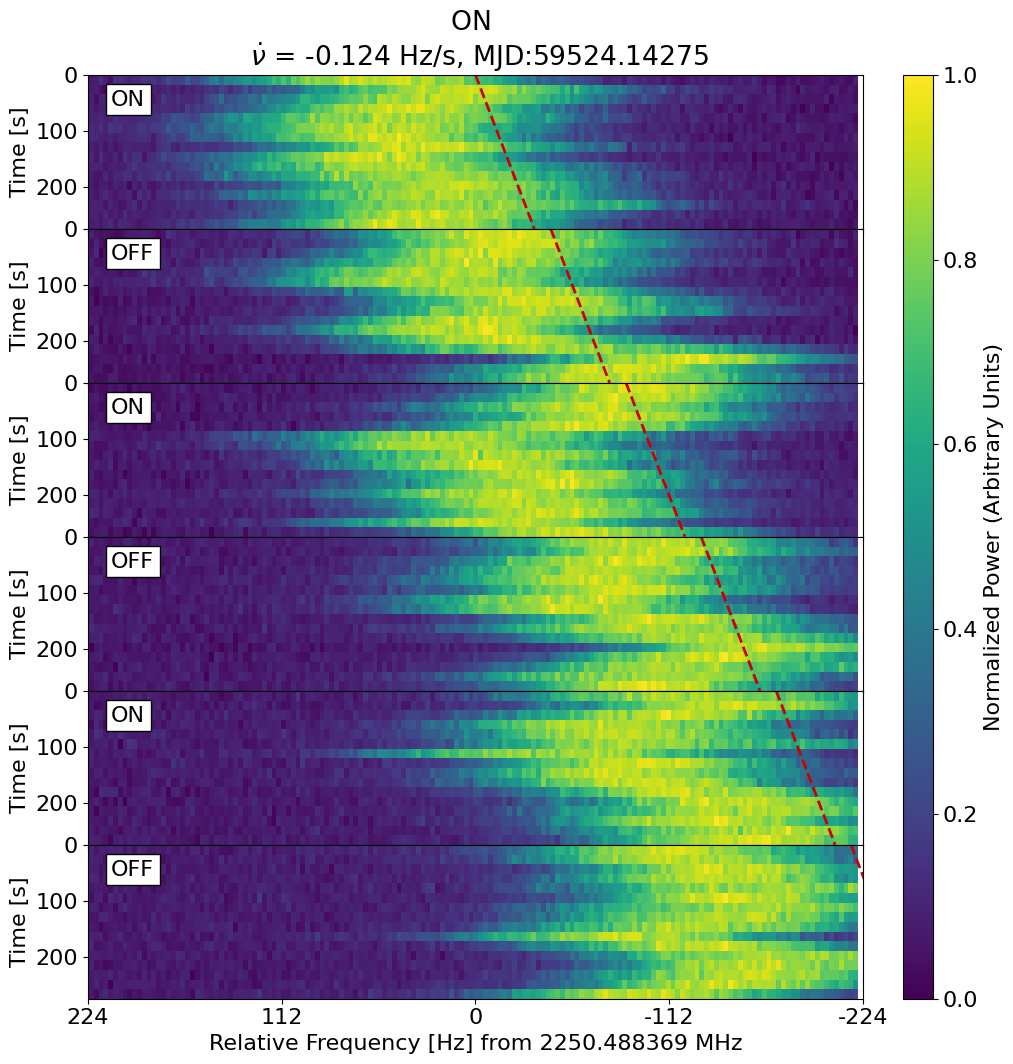 ON
ν̇ = -0.124 Hz/s, MJD:59524.14275
0
ON
100
200
Time [s]
0
OFF
100
200
Time [s]
0
ON
100
200
Time [s]
0
OFF
100
200
Time [s]
0
ON
100
200
Time [s]
0
OFF
100
200
Time [s]
224 112 0 -112 -224
Relative Frequency [Hz] from 2250.488369 MHz
1.0
0.8
0.6
0.4
0.2
0.0
Normalized Power (Arbitrary Units)